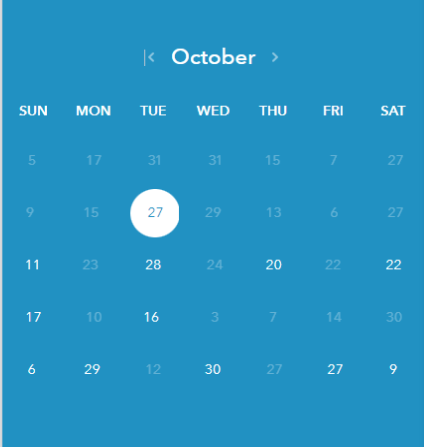 |< October >
SUN MON TUE WED THU FRI SAT
5 17 31 31 15 7 27
9 15 27 29 13 6 27
11 23 28 24 20 22 22
17 10 16 3 7 14 30
6 29 12 30 27 27 9